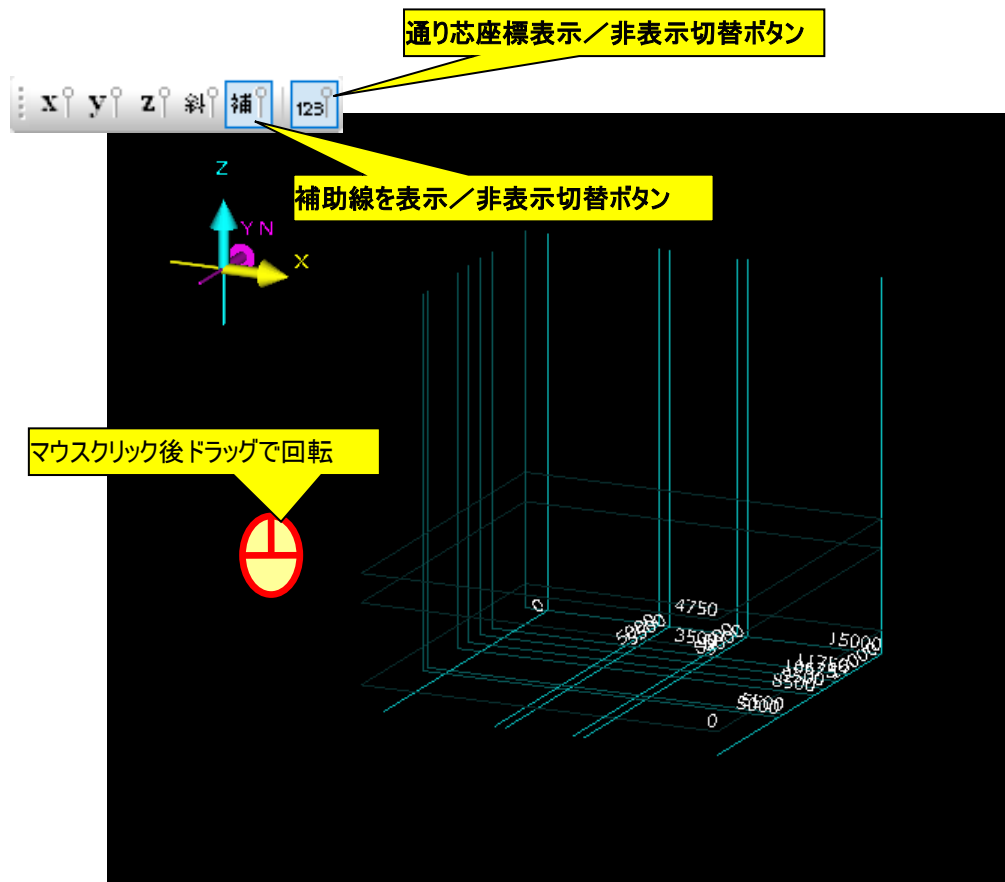 通り芯座標表示／非表示切替ボタン
x y z 斜 補 123
補助線を表示／非表示切替ボタン
Z
Y N
X
マウスクリック後ドラッグで回転
0
4750
15000
8500
5000
0